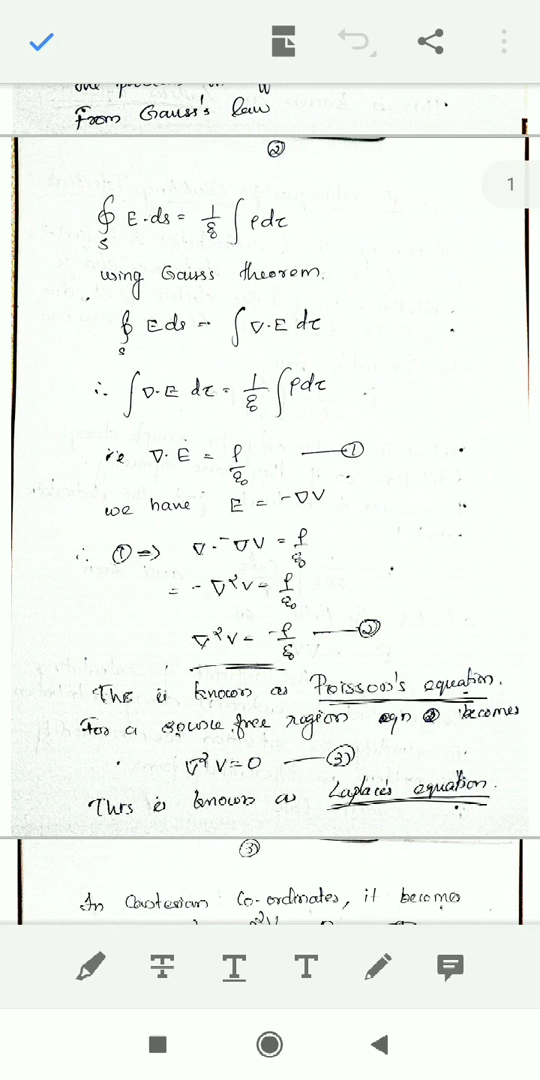 From Gauss's law
②
1
∮_S E·ds = 1/ε₀ ∫ρdτ
using Gauss's theorem.
∮_s E ds = ∫∇·E dτ
∴ ∫∇·E dτ = 1/ε₀ ∫ρdτ
ie ∇·E = ρ/ε₀ —①
we have E = -∇V
∴ ① ⇒ ∇·-∇V = ρ/ε₀
= -∇²V = ρ/ε₀
∇²V = -ρ/ε₀ —②
This is known as Poisson's equation.
For a source free region eqn ② becomes
∇²V=0 —③
This is known as Laplace's equation.
③
In Cartesian Co-ordinates, it becomes